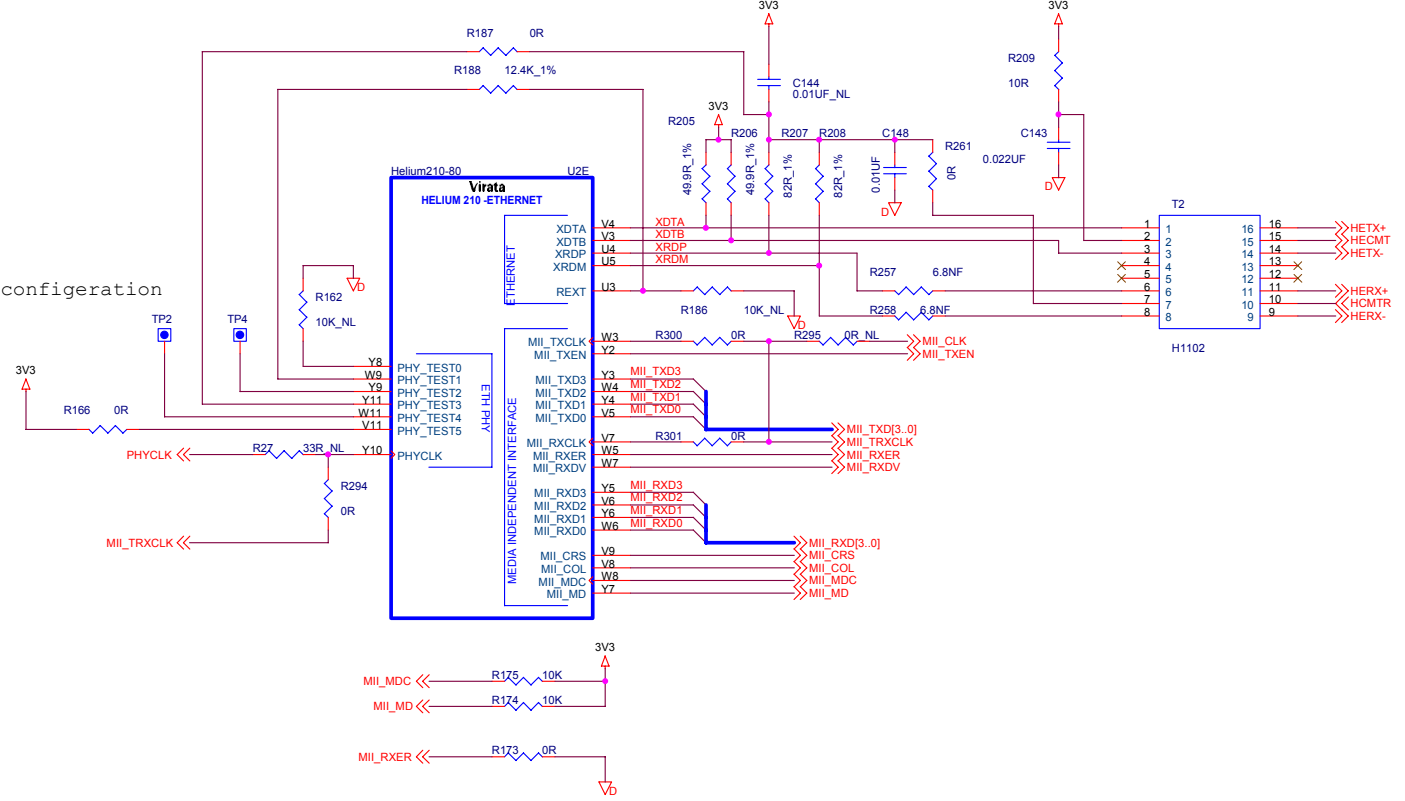 3V3
3V3
R187 0R
R188 12.4K_1%
R209
10R
C144
0.01UF_NL
3V3
R205
R206
R207
R208
C148
R261
0R
C143
0.022UF
49.9R_1%
49.9R_1%
82R_1%
82R_1%
0.01UF
D
D
Helium210-80
U2E
Virata
HELIUM 210 -ETHERNET
T2
ETHERNET
XDTA V4 XDTA
XDTB V3 XDTB
XRDP U4 XRDP
XRDM U5 XRDM
REXT U3
1 1 16 16 HETX+
2 2 15 15 HECMT
3 3 14 14 HETX-
4 4 13 13
5 5 12 12
6 6 11 11 HERX+
7 7 10 10 HCMTR
8 8 9 9 HERX-
H1102
R257 6.8NF
R258 6.8NF
R186 10K_NL
D
configeration
D
R162
10K_NL
TP2
TP4
3V3
R166 0R
Y8 PHY_TEST0
W9 PHY_TEST1
Y9 PHY_TEST2
Y11 PHY_TEST3
W11 PHY_TEST4
V11 PHY_TEST5
ETH PHY
PHYCLK R27 33R_NL Y10 PHYCLK
R294
0R
MII_TRXCLK
MEDIA INDEPENDENT INTERFACE
MII_TXCLK W3 R300 0R R295 0R_NL MII_CLK
MII_TXEN Y2 MII_TXEN
MII_TXD3 Y3 MII_TXD3
MII_TXD2 W4 MII_TXD2
MII_TXD1 Y4 MII_TXD1
MII_TXD0 V5 MII_TXD0
MII_TXD[3..0]
MII_RXCLK V7 R301 0R MII_TRXCLK
MII_RXER W5 MII_RXER
MII_RXDV W7 MII_RXDV
MII_RXD3 Y5 MII_RXD3
MII_RXD2 V6 MII_RXD2
MII_RXD1 Y6 MII_RXD1
MII_RXD0 W6 MII_RXD0
MII_RXD[3..0]
MII_CRS V9 MII_CRS
MII_COL V8 MII_COL
MII_MDC W8 MII_MDC
MII_MD Y7 MII_MD
3V3
MII_MDC R175 10K
MII_MD R174 10K
MII_RXER R173 0R
D